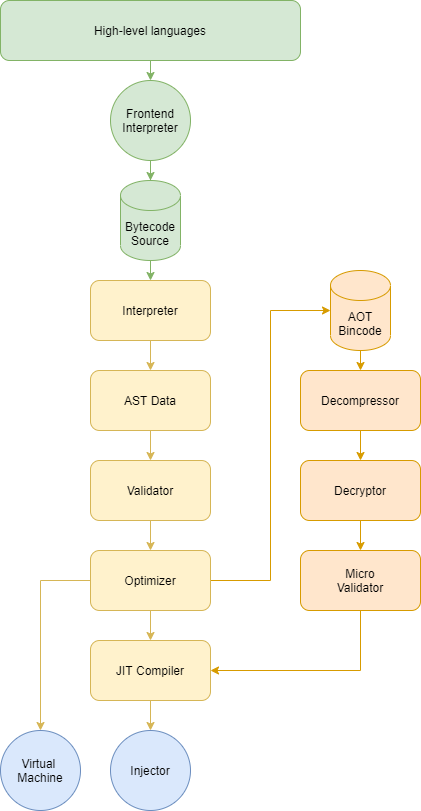 High-level languages
Frontend
Interpreter
Bytecode
Source
Interpreter
AOT
Bincode
AST Data
Decompressor
Validator
Decryptor
Optimizer
Micro
Validator
JIT Compiler
Virtual
Machine
Injector